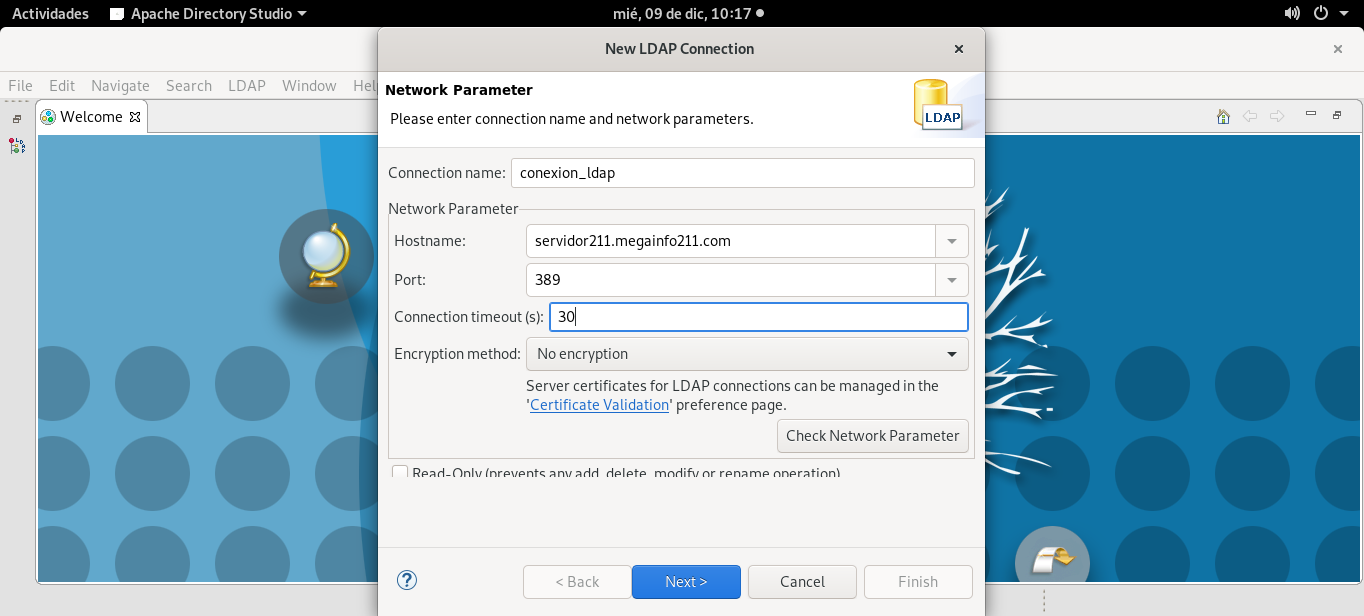 Actividades Apache Directory Studio mié, 09 de dic, 10:17
New LDAP Connection
File Edit Navigate Search LDAP Window Hel
Welcome
Network Parameter
Please enter connection name and network parameters.
LDAP
Connection name: conexion_ldap
Network Parameter
Hostname: servidor211.megainfo211.com
Port: 389
Connection timeout (s): 30
Encryption method: No encryption
Server certificates for LDAP connections can be managed in the
'Certificate Validation' preference page.
Check Network Parameter
Read-Only (prevents any add, delete, modify or rename operation)
? < Back Next > Cancel Finish